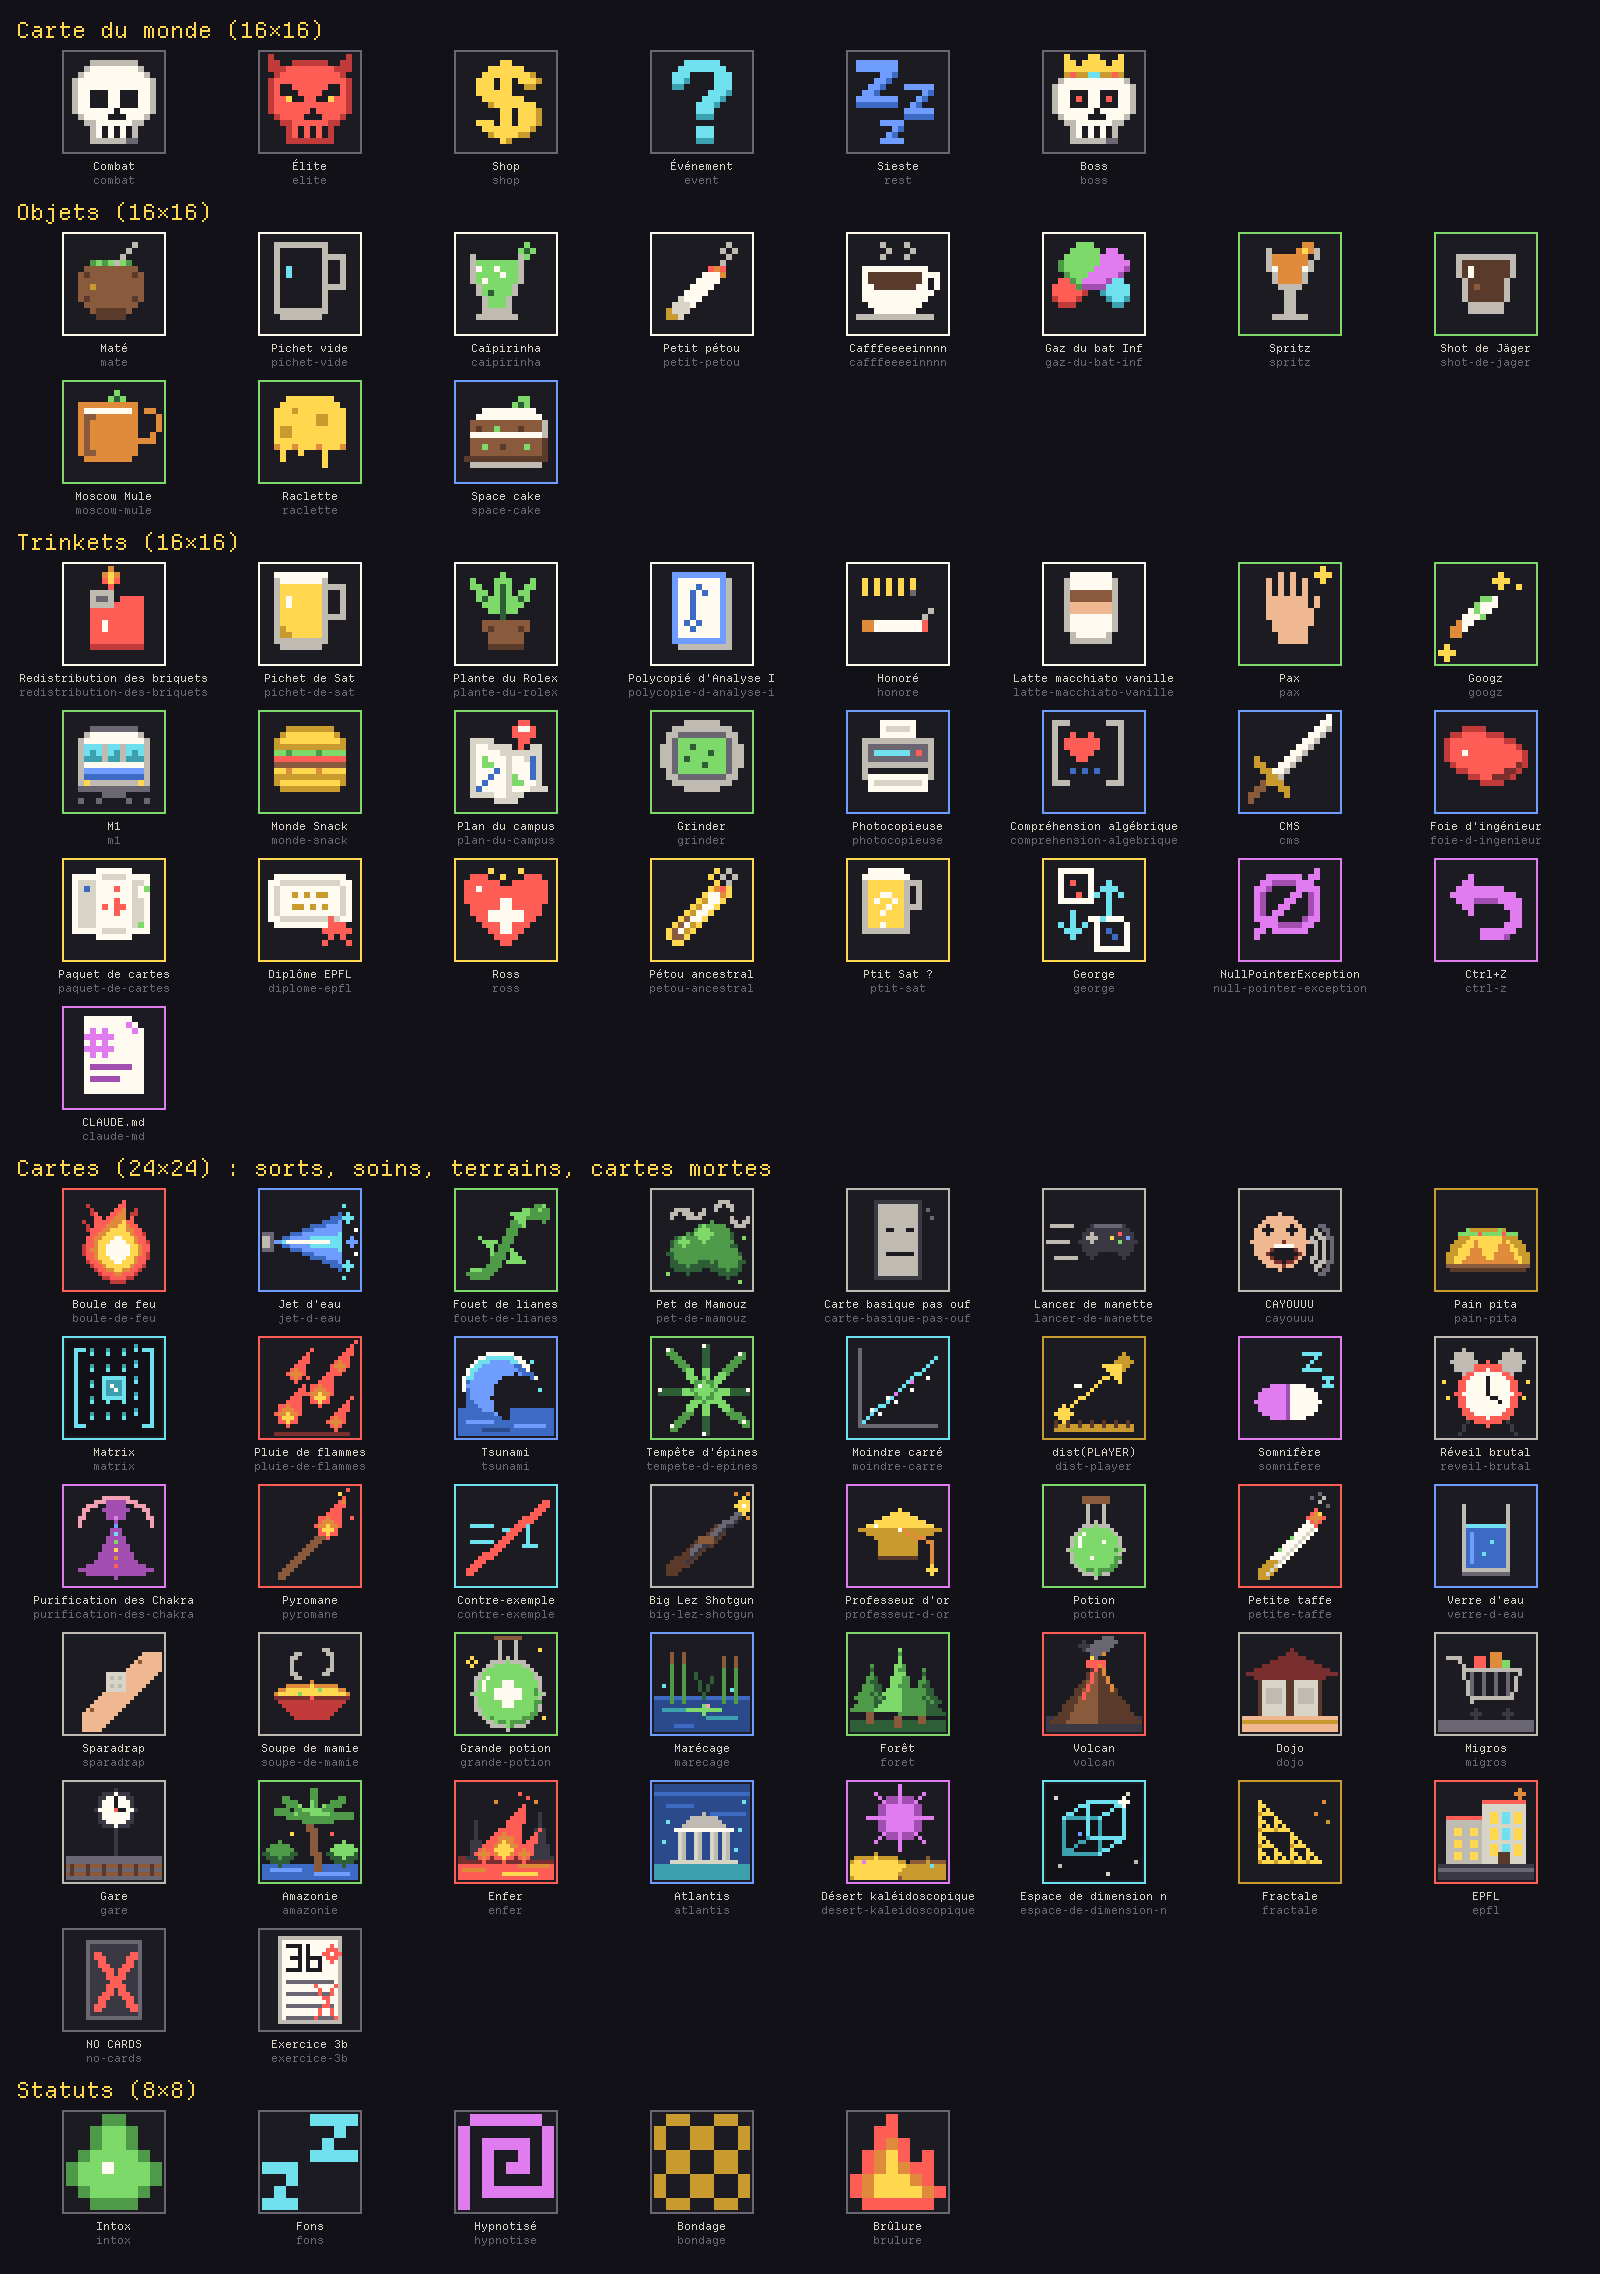 Carte du monde (16×16)
Combat Élite Shop Événement Sieste Boss
combat elite shop event rest boss
Objets (16×16)
Maté Pichet vide Caïpirinha Petit pétou Cafffeeeeinnnn Gaz du bat Inf Spritz Shot de Jäger
mate pichet-vide caipirinha petit-petou cafffeeeeinnnn gaz-du-bat-inf spritz shot-de-jager
Moscow Mule Raclette Space cake
moscow-mule raclette space-cake
Trinkets (16×16)
Redistribution des briquets Pichet de Sat Plante du Rolex Polycopié d'Analyse I Honoré Latte macchiato vanille Pax Googz
redistribution-des-briquets pichet-de-sat plante-du-rolex polycopie-d-analyse-i honore latte-macchiato-vanille pax googz
M1 Monde Snack Plan du campus Grinder Photocopieuse Compréhension algébrique CMS Foie d'ingénieur
m1 monde-snack plan-du-campus grinder photocopieuse comprehension-algebrique cms foie-d-ingenieur
?
Paquet de cartes Diplôme EPFL Ross Pétou ancestral Ptit Sat ? George NullPointerException Ctrl+Z
paquet-de-cartes diplome-epfl ross petou-ancestral ptit-sat george null-pointer-exception ctrl-z
#
CLAUDE.md
claude-md
Cartes (24×24) : sorts, soins, terrains, cartes mortes
Boule de feu Jet d'eau Fouet de lianes Pet de Mamouz Carte basique pas ouf Lancer de manette CAYOUUU Pain pita
boule-de-feu jet-d-eau fouet-de-lianes pet-de-mamouz carte-basique-pas-ouf lancer-de-manette cayouuu pain-pita
Matrix Pluie de flammes Tsunami Tempête d'épines Moindre carré dist(PLAYER) Somnifère Réveil brutal
matrix pluie-de-flammes tsunami tempete-d-epines moindre-carre dist-player somnifere reveil-brutal
Purification des Chakra Pyromane Contre-exemple Big Lez Shotgun Professeur d'or Potion Petite taffe Verre d'eau
purification-des-chakra pyromane contre-exemple big-lez-shotgun professeur-d-or potion petite-taffe verre-d-eau
Sparadrap Soupe de mamie Grande potion Marécage Forêt Volcan Dojo Migros
sparadrap soupe-de-mamie grande-potion marecage foret volcan dojo migros
Gare Amazonie Enfer Atlantis Désert kaléidoscopique Espace de dimension n Fractale EPFL
gare amazonie enfer atlantis desert-kaleidoscopique espace-de-dimension-n fractale epfl
3b
NO CARDS Exercice 3b
no-cards exercice-3b
Statuts (8×8)
Intox Fons Hypnotisé Bondage Brûlure
intox fons hypnotise bondage brulure